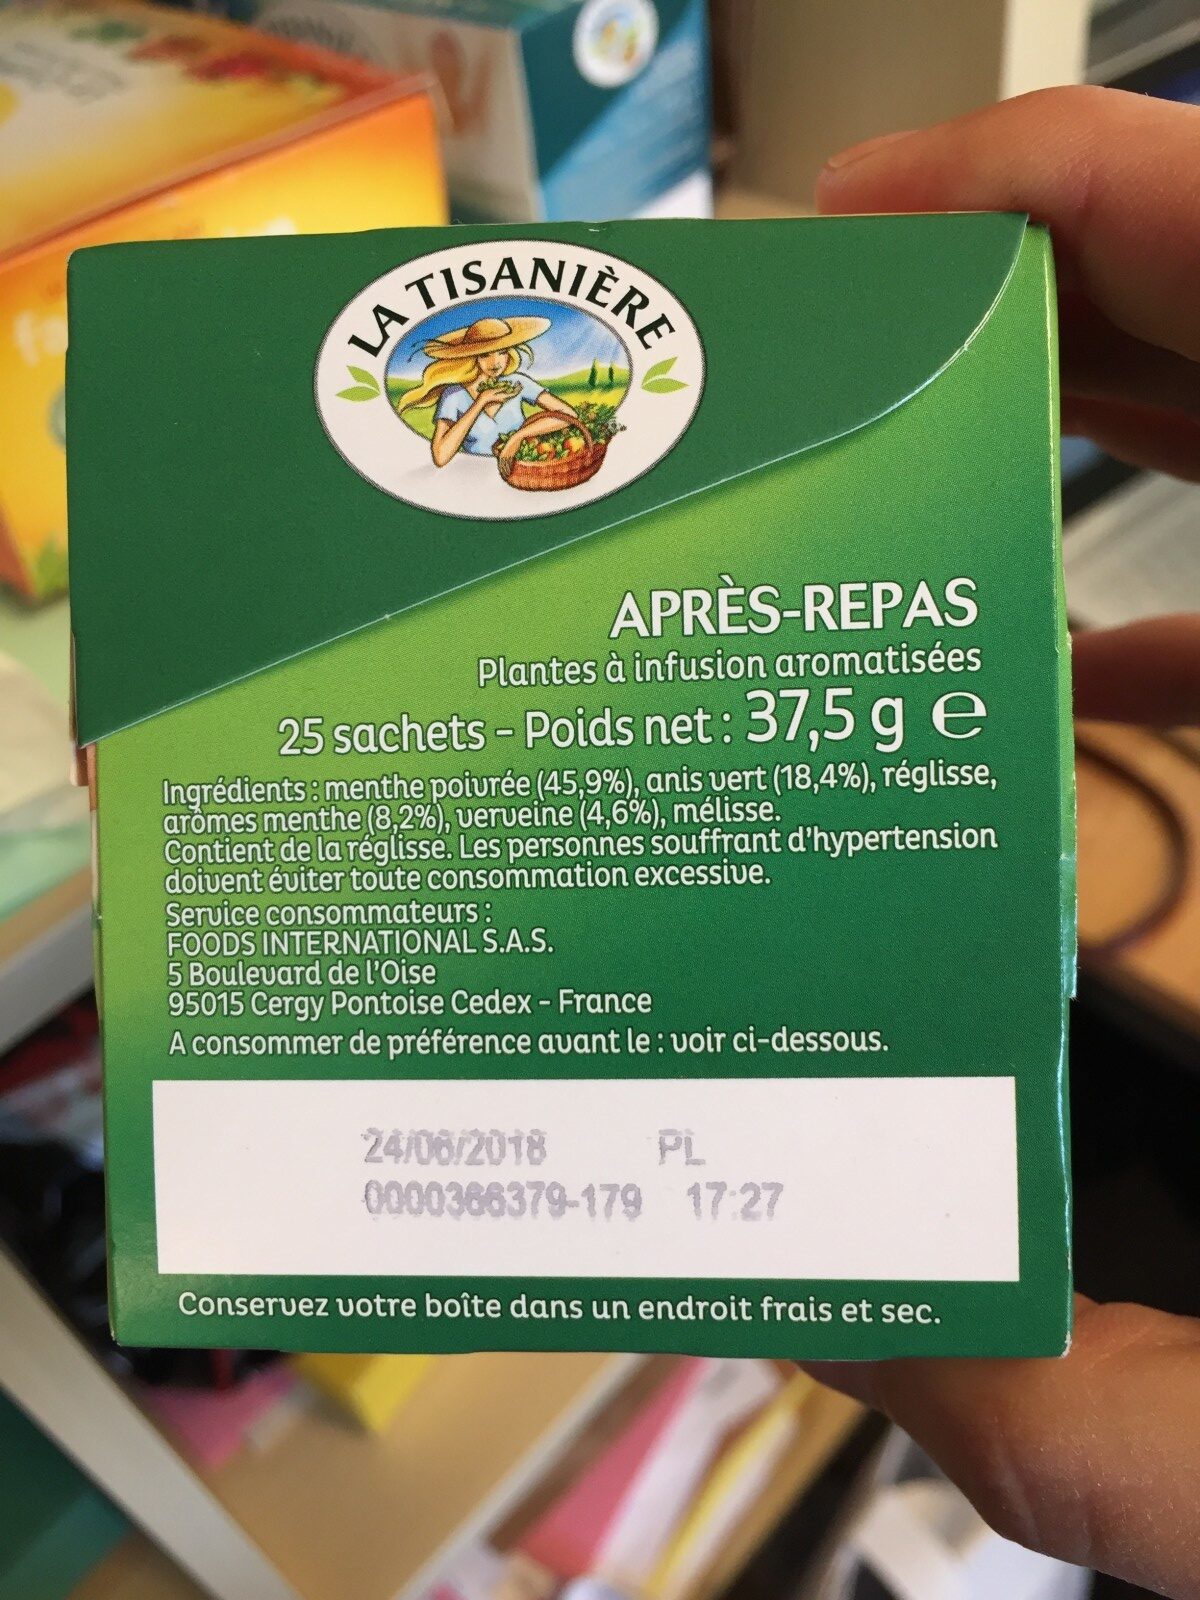 LA TISANIÈRE
APRÈS-REPAS
Plantes à infusion aromatisées
25 sachets - Poids net : 37,5 g ℮
Ingrédients : menthe poivrée (45,9%), anis vert (18,4%), réglisse,
arômes menthe (8,2%), verveine (4,6%), mélisse.
Contient de la réglisse. Les personnes souffrant d'hypertension
doivent éviter toute consommation excessive.
Service consommateurs :
FOODS INTERNATIONAL S.A.S.
5 Boulevard de l'Oise
95015 Cergy Pontoise Cedex - France
A consommer de préférence avant le : voir ci-dessous.
24/06/2018 PL
0000366379-179 17:27
Conservez votre boîte dans un endroit frais et sec.